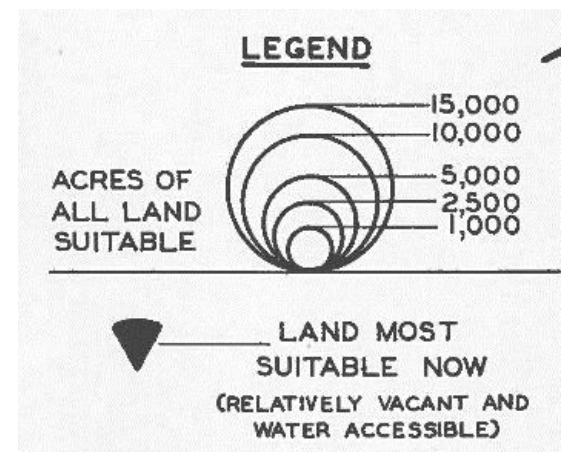 LEGEND
15,000
10,000
5,000
2,500
1,000
ACRES OF
ALL LAND
SUITABLE
LAND MOST
SUITABLE NOW
(RELATIVELY VACANT AND
WATER ACCESSIBLE)